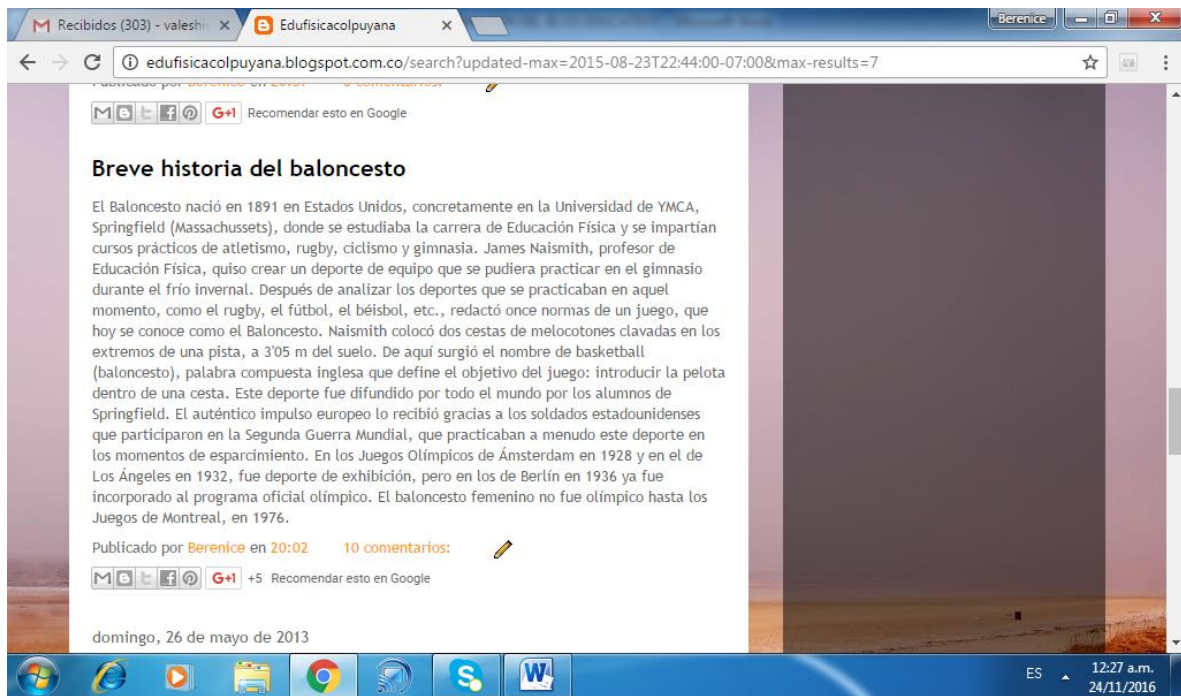 Recibidos (303) - valeshi
Edufísicacolpuyana
Berenice
edufisicacolpuyana.blogspot.com.co/search?updated-max=2015-08-23T22:44:00-07:00&max-results=7
G+1 Recomendar esto en Google
Breve historia del baloncesto
El Baloncesto nació en 1891 en Estados Unidos, concretamente en la Universidad de YMCA,
Springfield (Massachussets), donde se estudiaba la carrera de Educación Física y se impartían
cursos prácticos de atletismo, rugby, ciclismo y gimnasia. James Naismith, profesor de
Educación Física, quiso crear un deporte de equipo que se pudiera practicar en el gimnasio
durante el frío invernal. Después de analizar los deportes que se practicaban en aquel
momento, como el rugby, el fútbol, el béisbol, etc., redactó once normas de un juego, que
hoy se conoce como el Baloncesto. Naismith colocó dos cestas de melocotones clavadas en los
extremos de una pista, a 3'05 m del suelo. De aquí surgió el nombre de basketball
(baloncesto), palabra compuesta inglesa que define el objetivo del juego: introducir la pelota
dentro de una cesta. Este deporte fue difundido por todo el mundo por los alumnos de
Springfield. El auténtico impulso europeo lo recibió gracias a los soldados estadounidenses
que participaron en la Segunda Guerra Mundial, que practicaban a menudo este deporte en
los momentos de esparcimiento. En los Juegos Olímpicos de Ámsterdam en 1928 y en el de
Los Ángeles en 1932, fue deporte de exhibición, pero en los de Berlín en 1936 ya fue
incorporado al programa oficial olímpico. El baloncesto femenino no fue olímpico hasta los
Juegos de Montreal, en 1976.
Publicado por Berenice en 20:02 10 comentarios:
G+1 +5 Recomendar esto en Google
domingo, 26 de mayo de 2013
ES 12:27 a.m.
24/11/2016